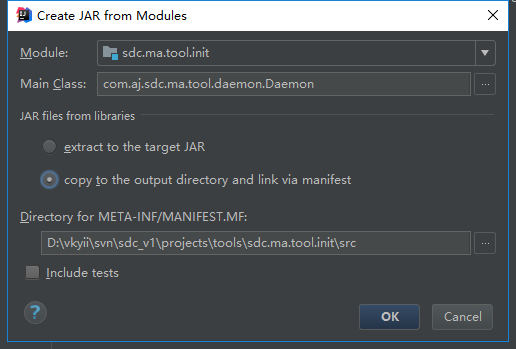 Create JAR from Modules
Module: sdc.ma.tool.init
Main Class: com.aj.sdc.ma.tool.daemon.Daemon ...
JAR files from libraries
extract to the target JAR
copy to the output directory and link via manifest
Directory for META-INF/MANIFEST.MF:
D:\vkyii\svn\sdc_v1\projects\tools\sdc.ma.tool.init\src ...
Include tests
? OK Cancel